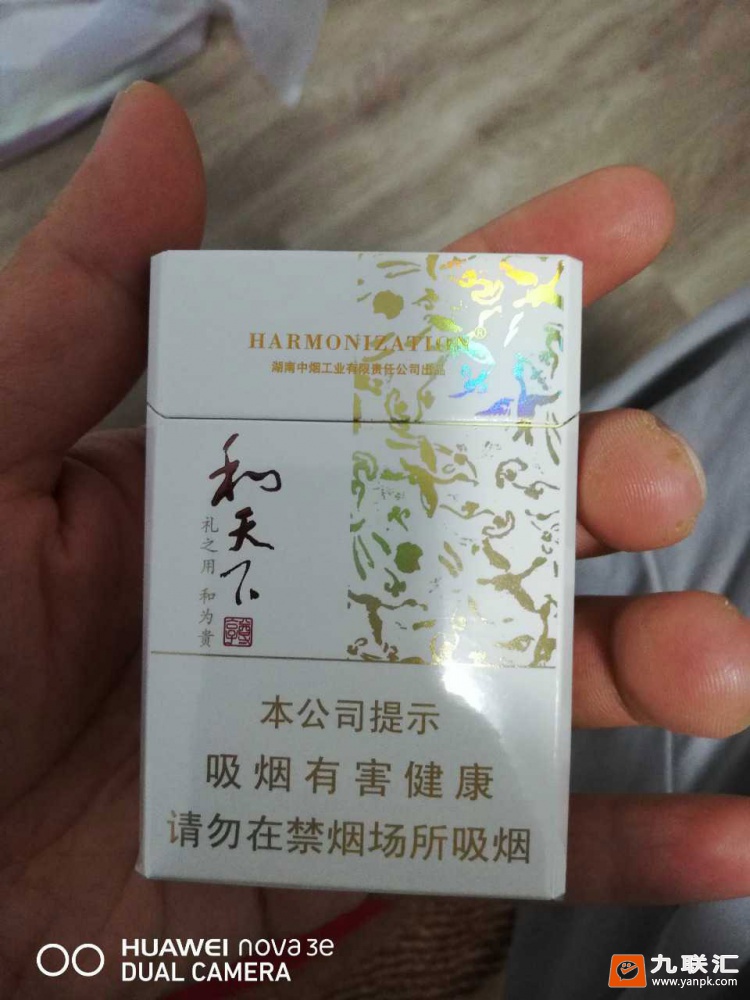 HARMONIZATION®
湖南中烟工业有限责任公司出品
和天下
礼之用 和为贵
本公司提示
吸烟有害健康
请勿在禁烟场所吸烟
HUAWEI nova 3e
DUAL CAMERA
九联汇
www.yanpk.com